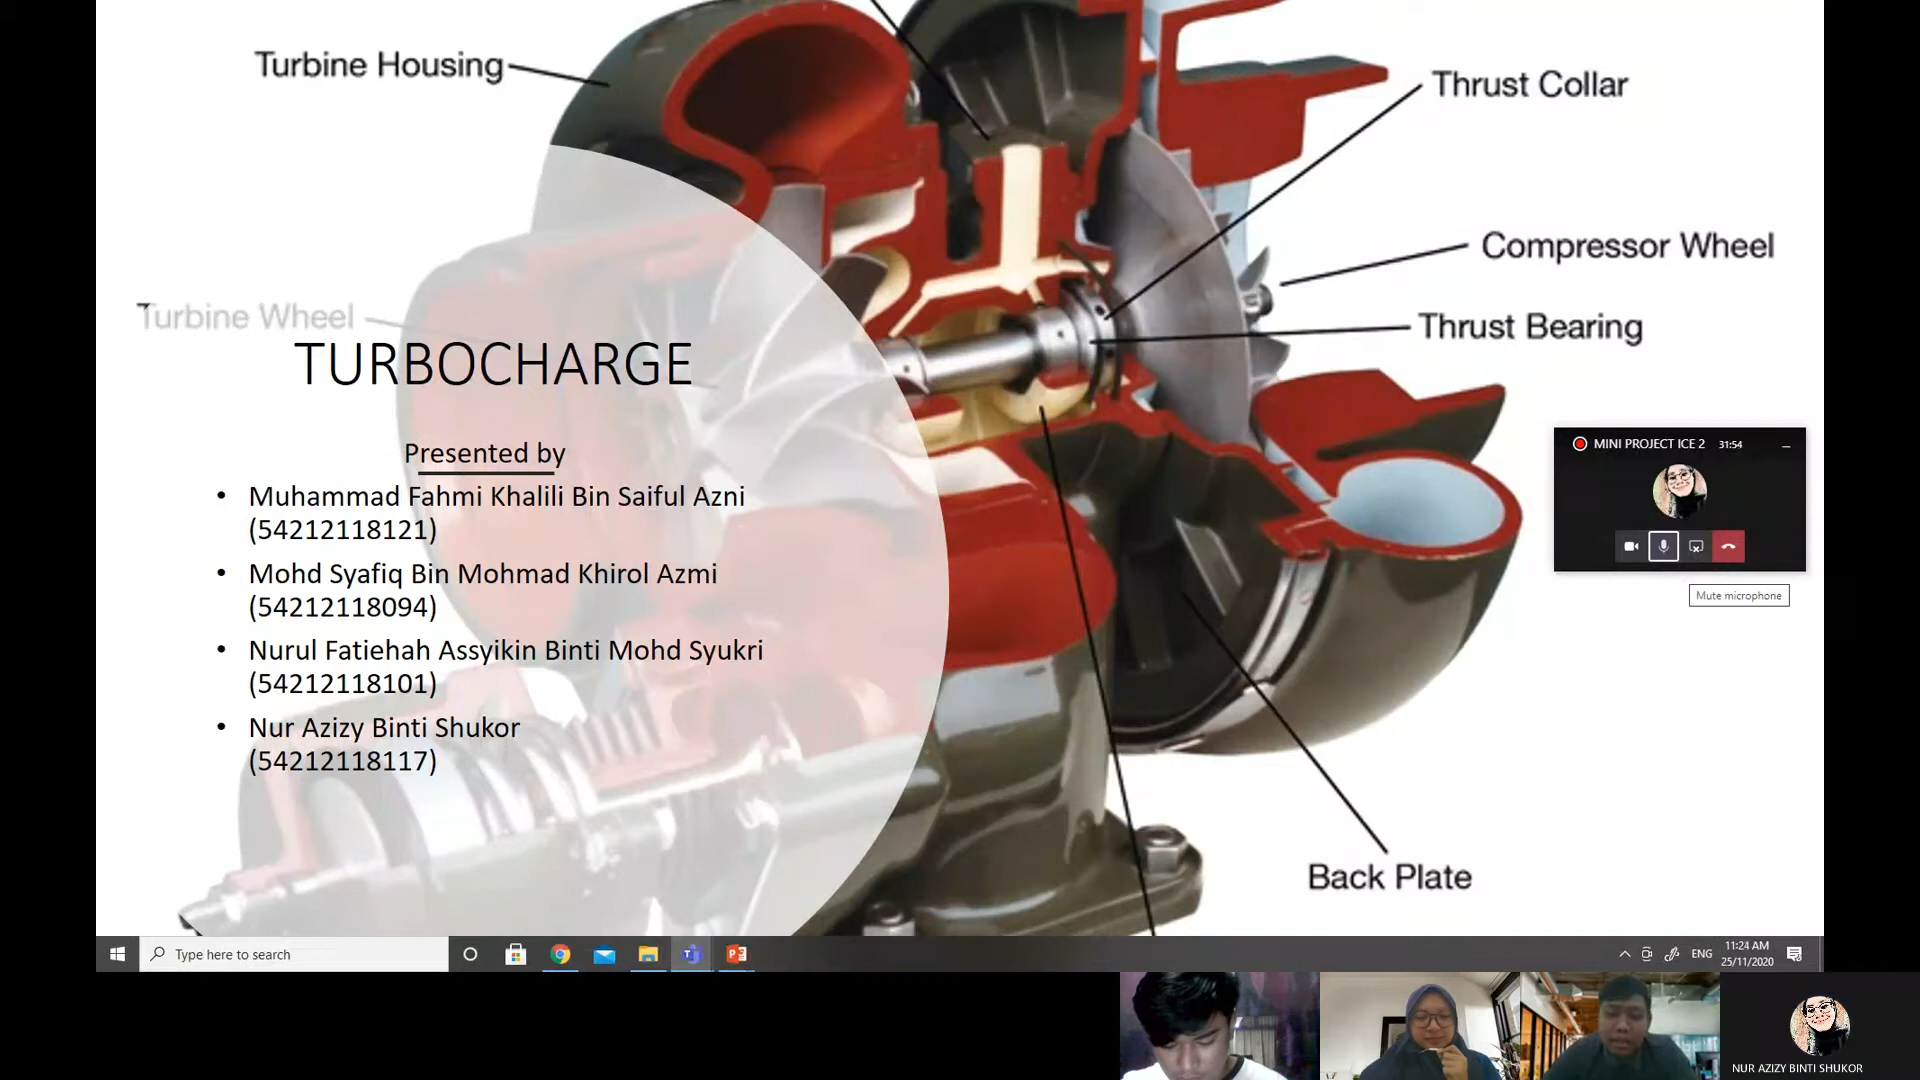 Turbine Housing
Thrust Collar
Compressor Wheel
Turbine Wheel
Thrust Bearing
TURBOCHARGE
Presented by
• Muhammad Fahmi Khalili Bin Saiful Azni
(54212118121)
• Mohd Syafiq Bin Mohmad Khirol Azmi
(54212118094)
• Nurul Fatiehah Assyikin Binti Mohd Syukri
(54212118101)
• Nur Azizy Binti Shukor
(54212118117)
MINI PROJECT ICE 2 31:54
Mute microphone
Back Plate
Type here to search
ENG
11:24 AM
25/11/2020
NUR AZIZY BINTI SHUKOR